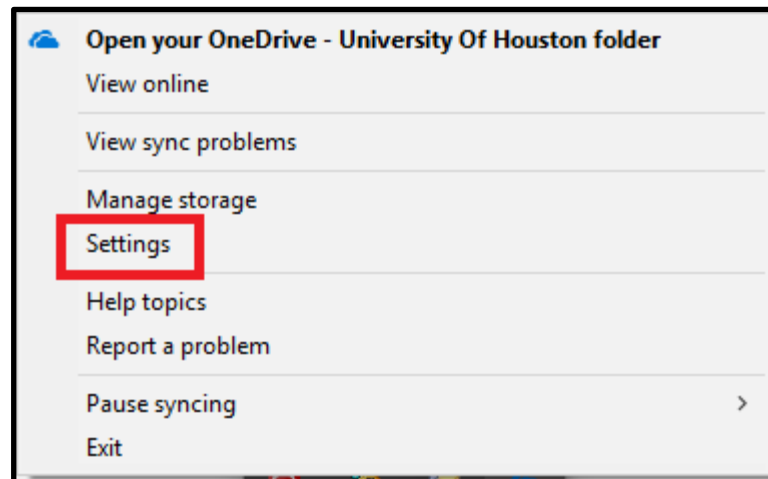 Open your OneDrive - University Of Houston folder
View online
View sync problems
Manage storage
Settings
Help topics
Report a problem
Pause syncing
Exit